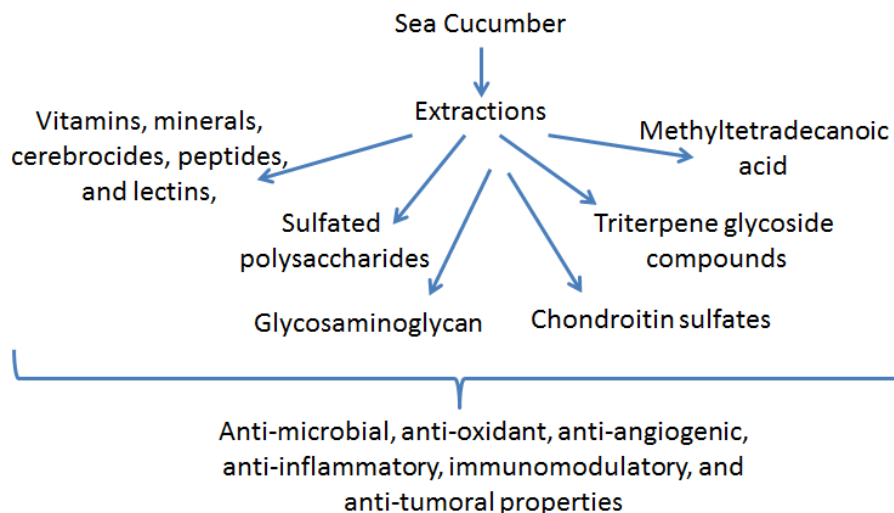 Sea Cucumber
Extractions
Vitamins, minerals,
cerebrocides, peptides,
and lectins,
Methyltetradecanoic
acid
Sulfated
polysaccharides
Triterpene glycoside
compounds
Glycosaminoglycan
Chondroitin sulfates
Anti-microbial, anti-oxidant, anti-angiogenic,
anti-inflammatory, immunomodulatory, and
anti-tumoral properties